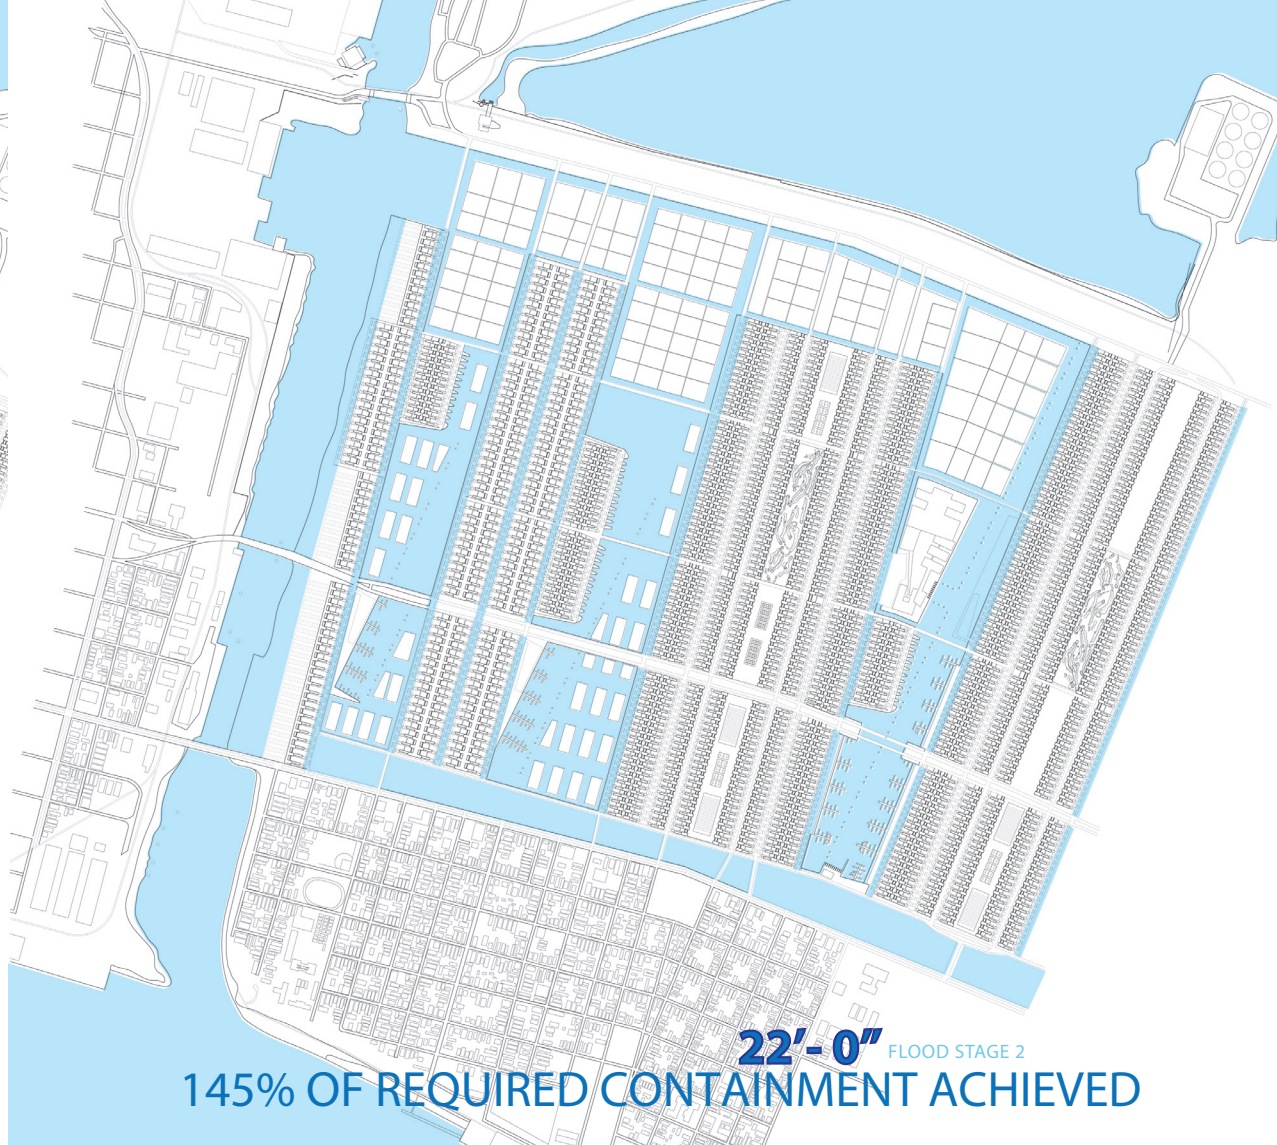 22'- 0" FLOOD STAGE 2
145% OF REQUIRED CONTAINMENT ACHIEVED